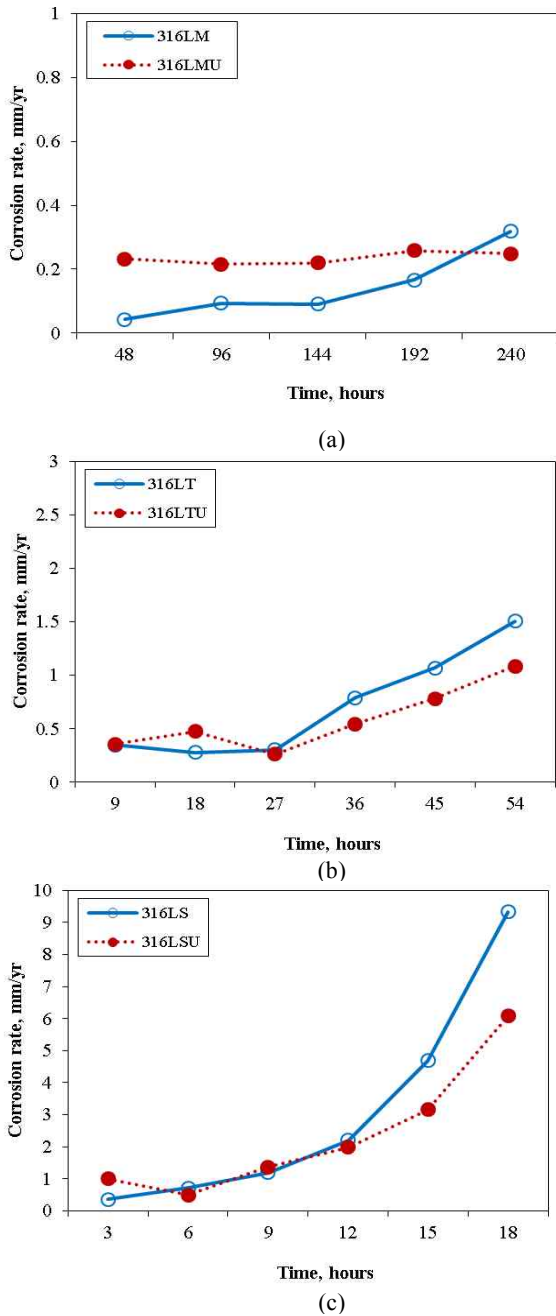 1
0.8
0.6
0.4
0.2
0
Corrosion rate, mm/yr
316LM
316LMU
48 96 144 192 240
Time, hours
(a)
3
2.5
2
1.5
1
0.5
0
Corrosion rate, mm/yr
316LT
316LTU
9 18 27 36 45 54
Time, hours
(b)
10
9
8
7
6
5
4
3
2
1
0
Corrosion rate, mm/yr
316LS
316LSU
3 6 9 12 15 18
Time, hours
(c)